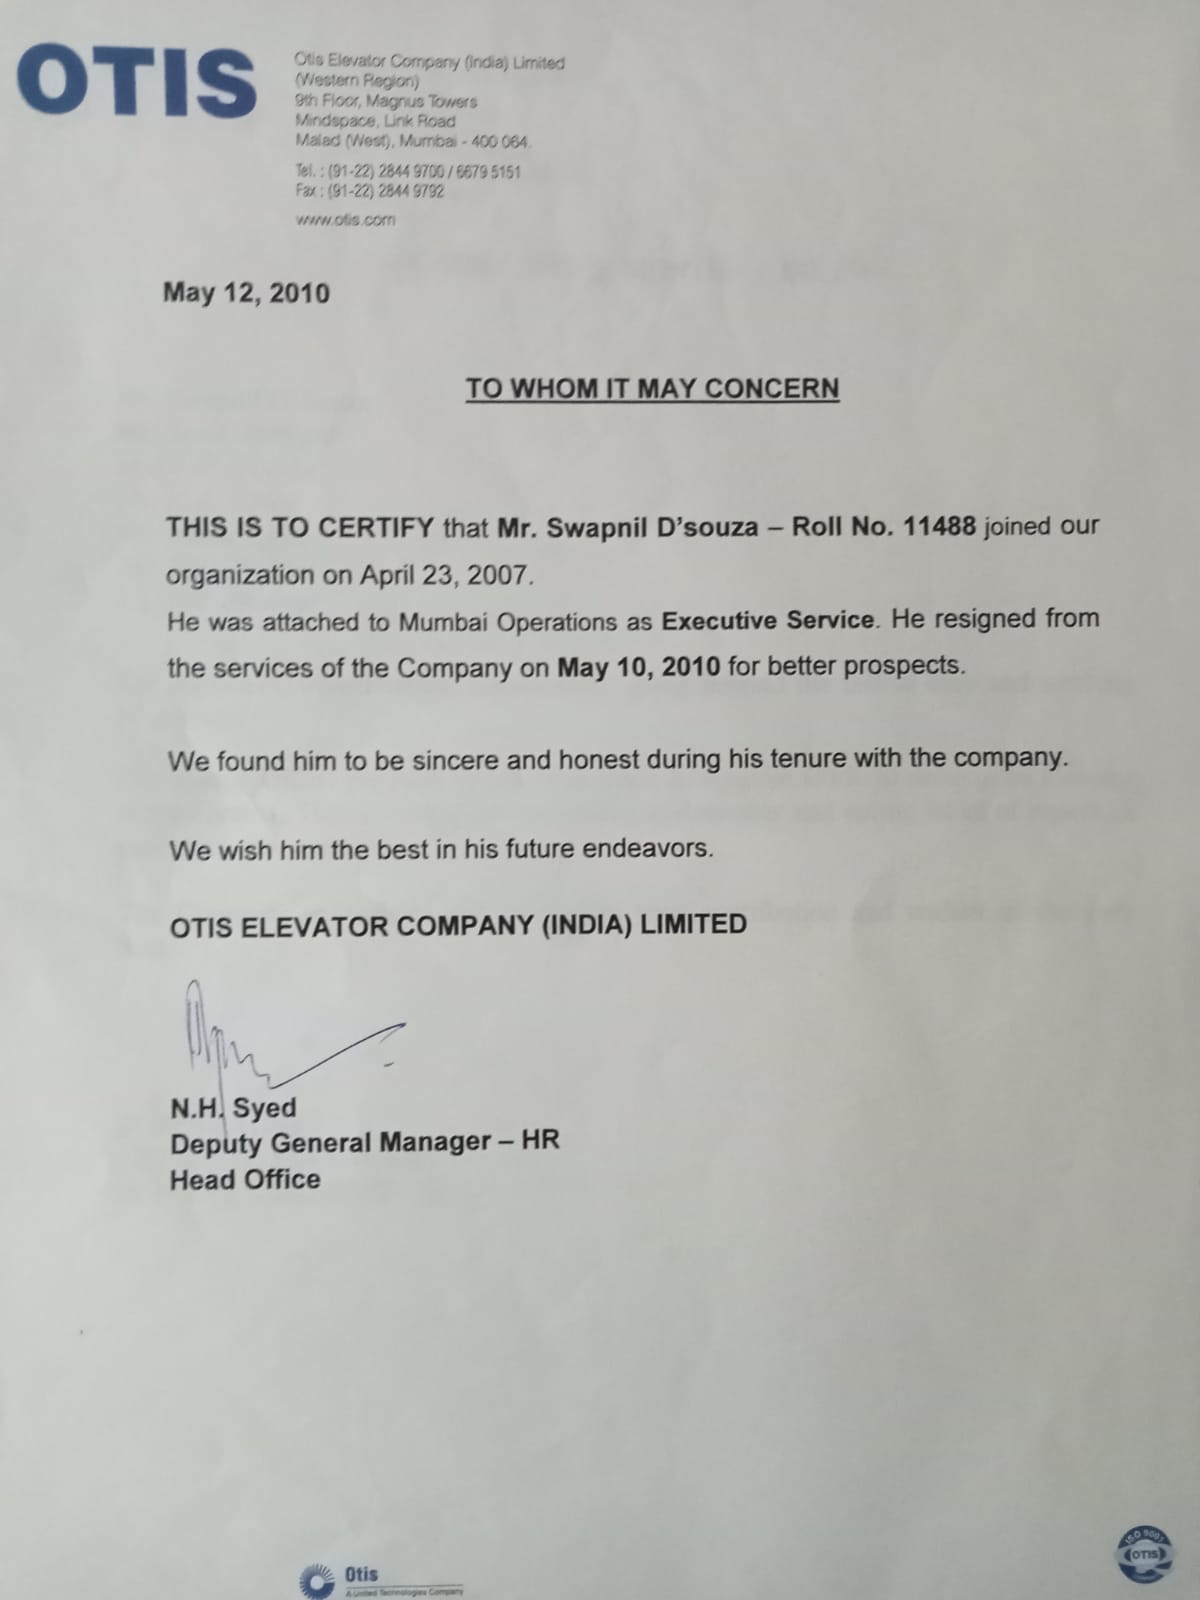 OTIS
Otis Elevator Company (India) Limited
(Western Region)
9th Floor, Magnus Towers
Mindspace, Link Road
Malad (West), Mumbai - 400 064.
Tel. : (91-22) 2844 9700 / 6679 5151
Fax : (91-22) 2844 9792
www.otis.com
May 12, 2010
TO WHOM IT MAY CONCERN
THIS IS TO CERTIFY that Mr. Swapnil D'souza – Roll No. 11488 joined our
organization on April 23, 2007.
He was attached to Mumbai Operations as Executive Service. He resigned from
the services of the Company on May 10, 2010 for better prospects.
We found him to be sincere and honest during his tenure with the company.
We wish him the best in his future endeavors.
OTIS ELEVATOR COMPANY (INDIA) LIMITED
N.H. Syed
Deputy General Manager – HR
Head Office
Otis
A United Technologies Company
ISO 9001
OTIS